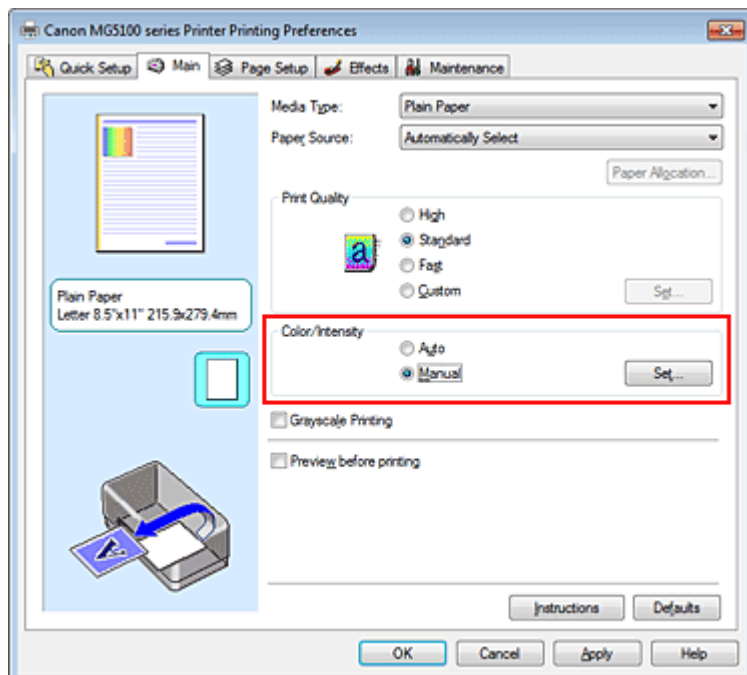 Canon MG5100 series Printer Printing Preferences
Quick Setup Main Page Setup Effects Maintenance
Media Type: Plain Paper
Paper Source: Automatically Select
Paper Allocation...
Print Quality
High
a Standard
Fast
Custom Set...
Plain Paper
Letter 8.5"x11" 215.9x279.4mm
Color/Intensity
Auto
Manual Set...
Grayscale Printing
Preview before printing
A
Instructions Defaults
OK Cancel Apply Help